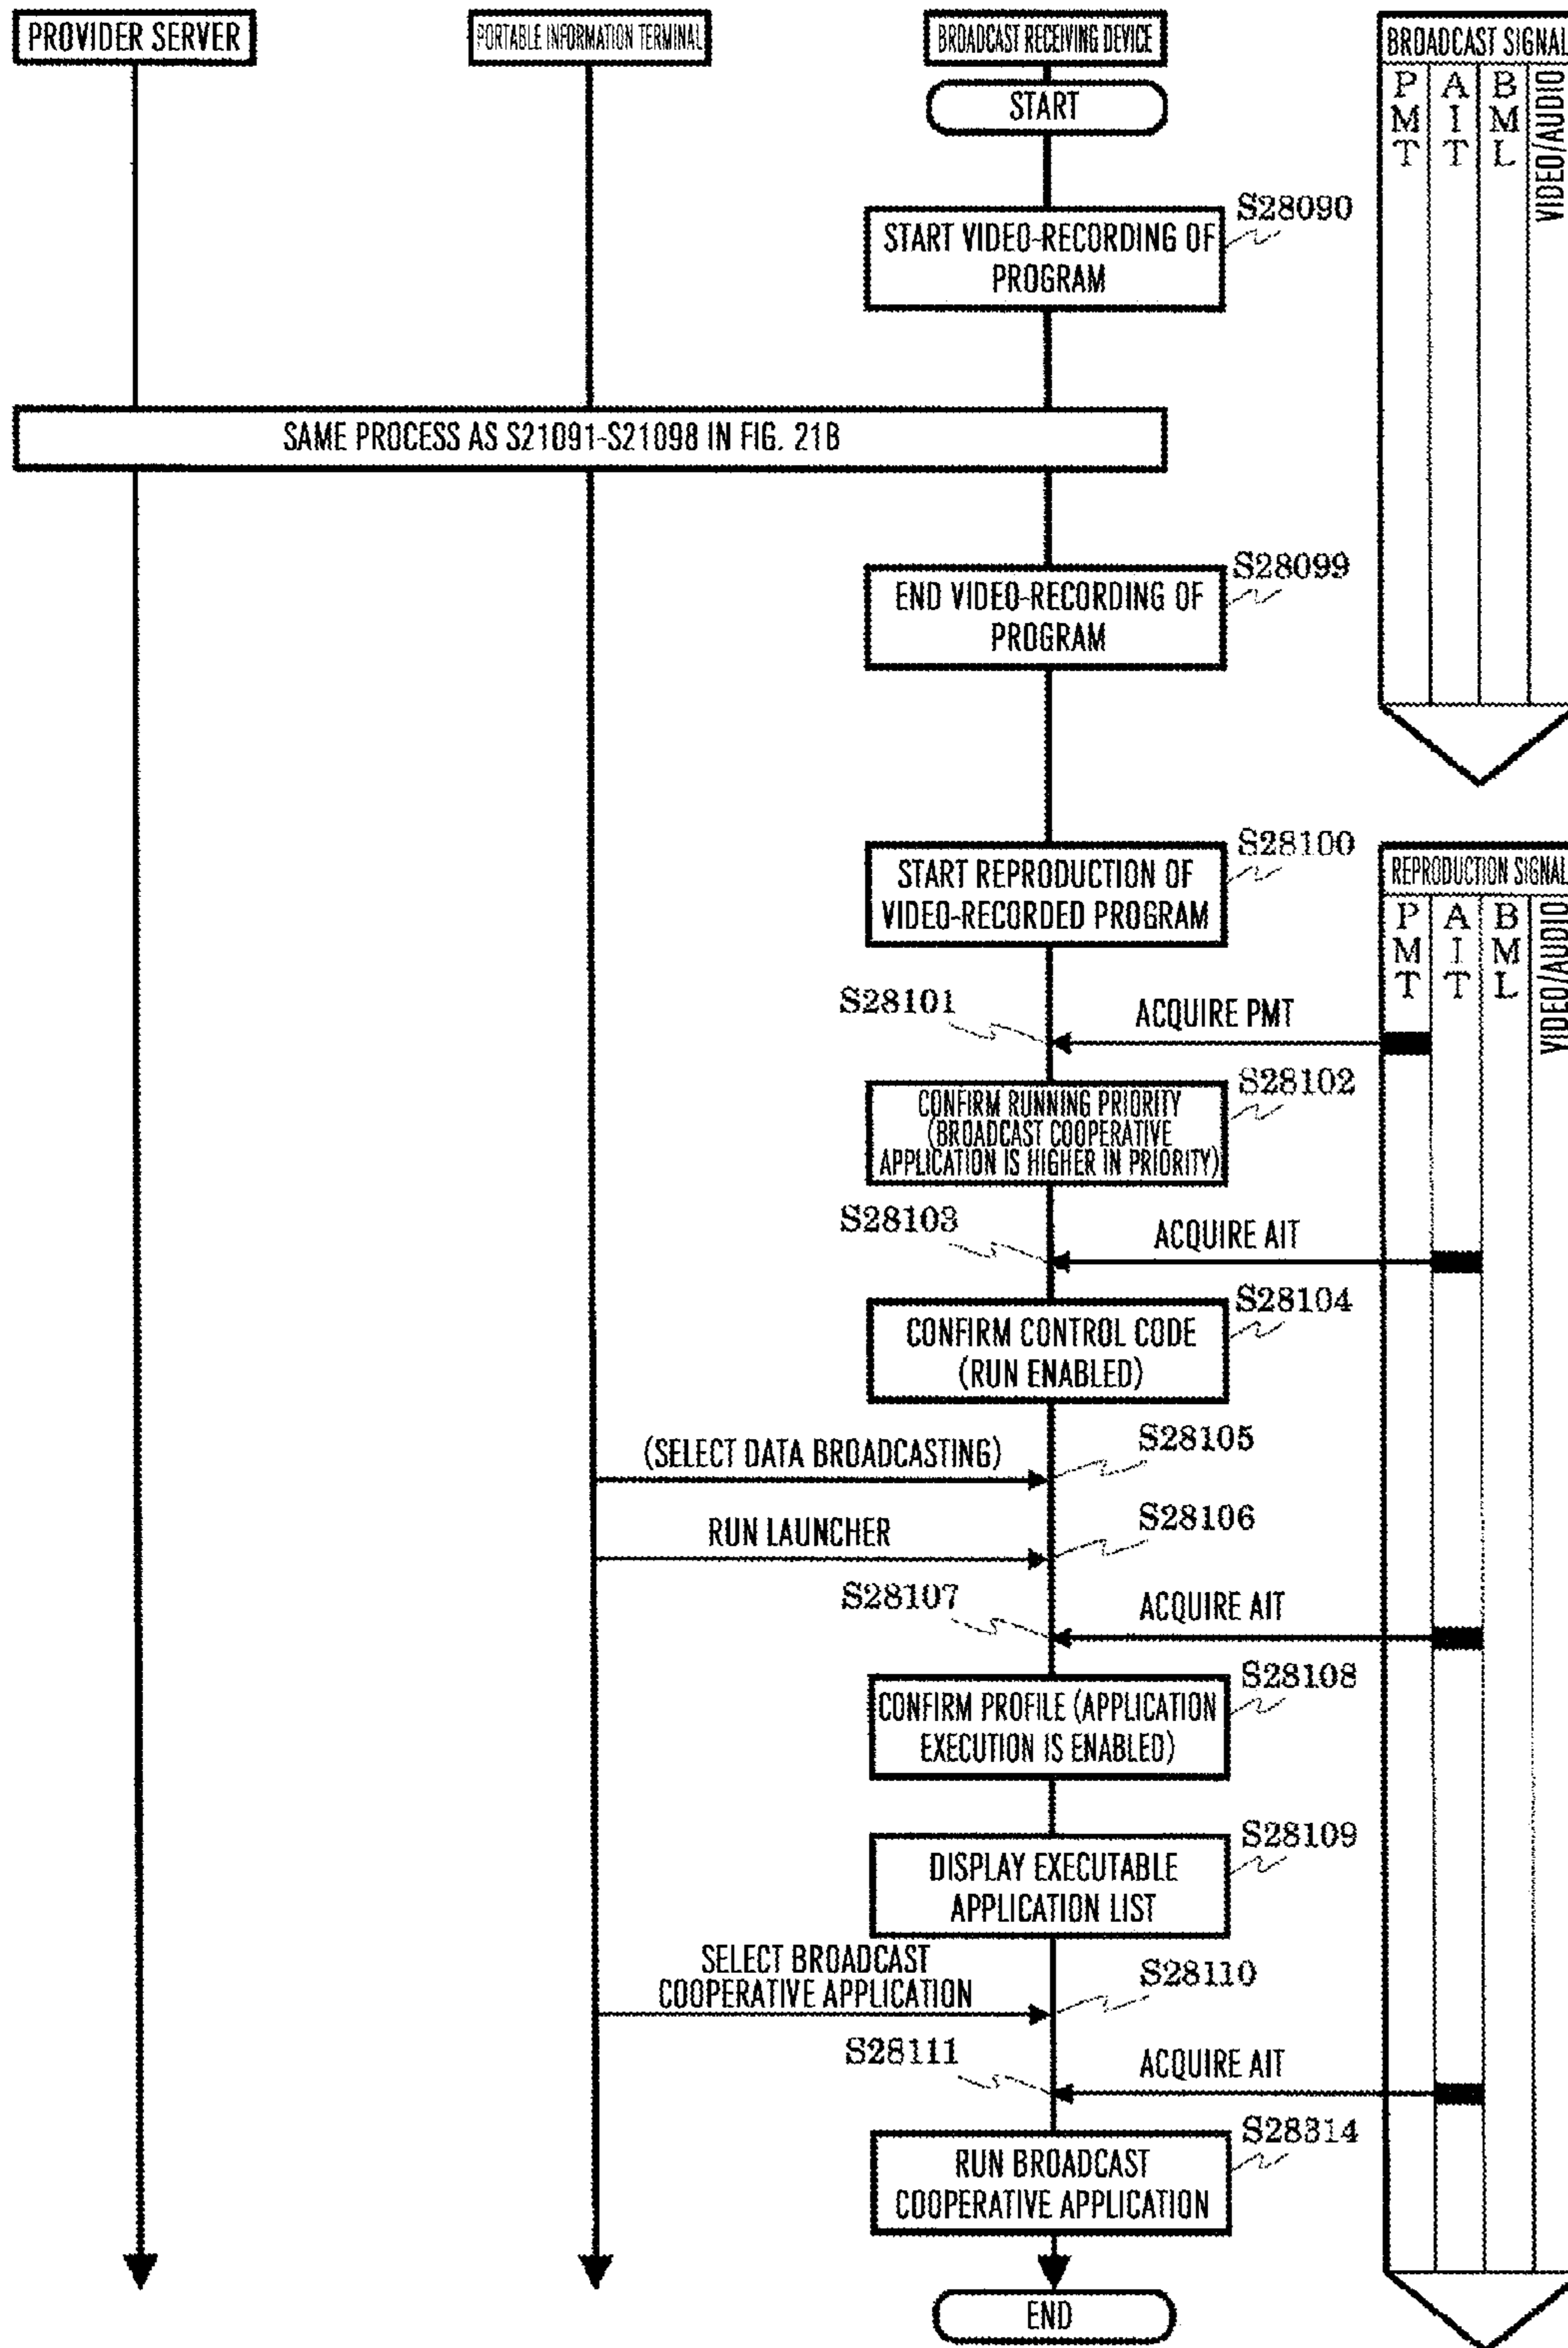 PROVIDER SERVER
PORTABLE INFORMATION TERMINAL
BROADCAST RECEIVING DEVICE
BROADCAST SIGNAL
PMT
AIT
BML
VIDEO/AUDIO
START
S28090
START VIDEO-RECORDING OF
PROGRAM
SAME PROCESS AS S21091-S21098 IN FIG. 21B
S28099
END VIDEO-RECORDING OF
PROGRAM
S28100
START REPRODUCTION OF
VIDEO-RECORDED PROGRAM
REPRODUCTION SIGNAL
PMT
AIT
BML
VIDEO/AUDIO
S28101
ACQUIRE PMT
S28102
CONFIRM RUNNING PRIORITY
(BROADCAST COOPERATIVE
APPLICATION IS HIGHER IN PRIORITY)
S28103
ACQUIRE AIT
S28104
CONFIRM CONTROL CODE
(RUN ENABLED)
(SELECT DATA BROADCASTING)
S28105
RUN LAUNCHER
S28106
S28107
ACQUIRE AIT
S28108
CONFIRM PROFILE (APPLICATION
EXECUTION IS ENABLED)
S28109
DISPLAY EXECUTABLE
APPLICATION LIST
SELECT BROADCAST
COOPERATIVE APPLICATION
S28110
S28111
ACQUIRE AIT
S28314
RUN BROADCAST
COOPERATIVE APPLICATION
END